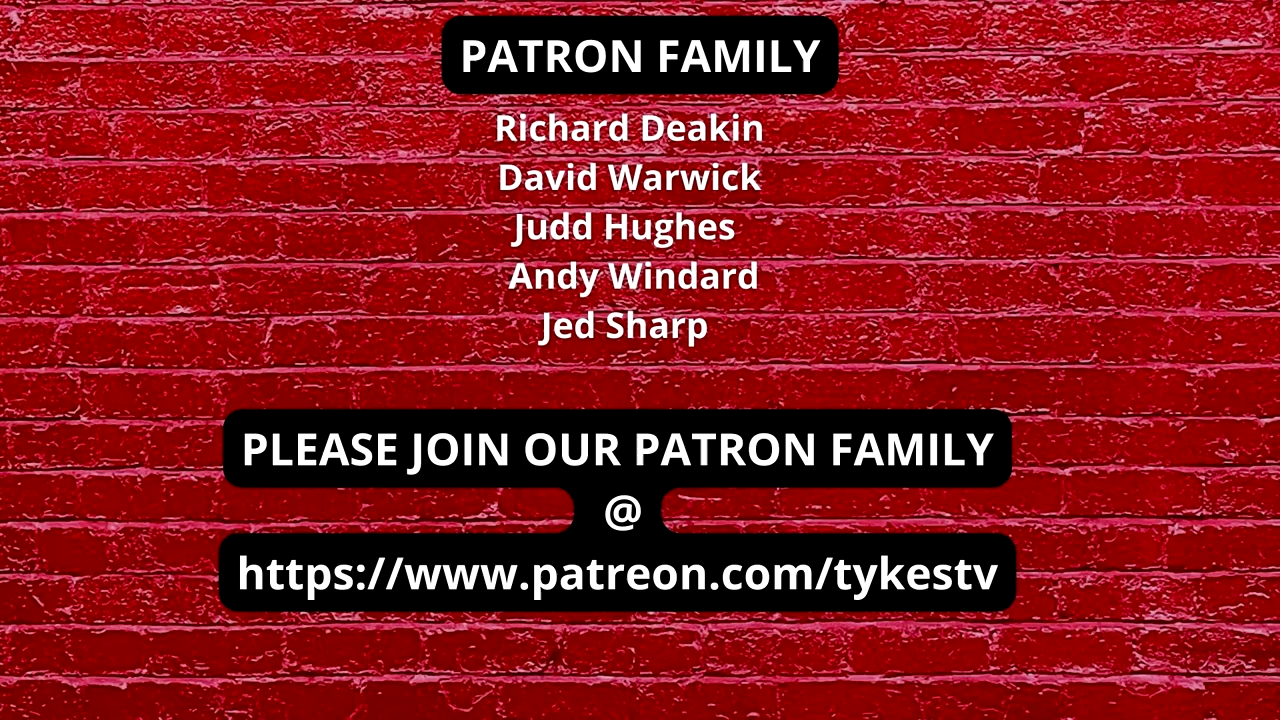 PATRON FAMILY
Richard Deakin
David Warwick
Judd Hughes
Andy Windard
Jed Sharp
PLEASE JOIN OUR PATRON FAMILY
@
https://www.patreon.com/tykestv